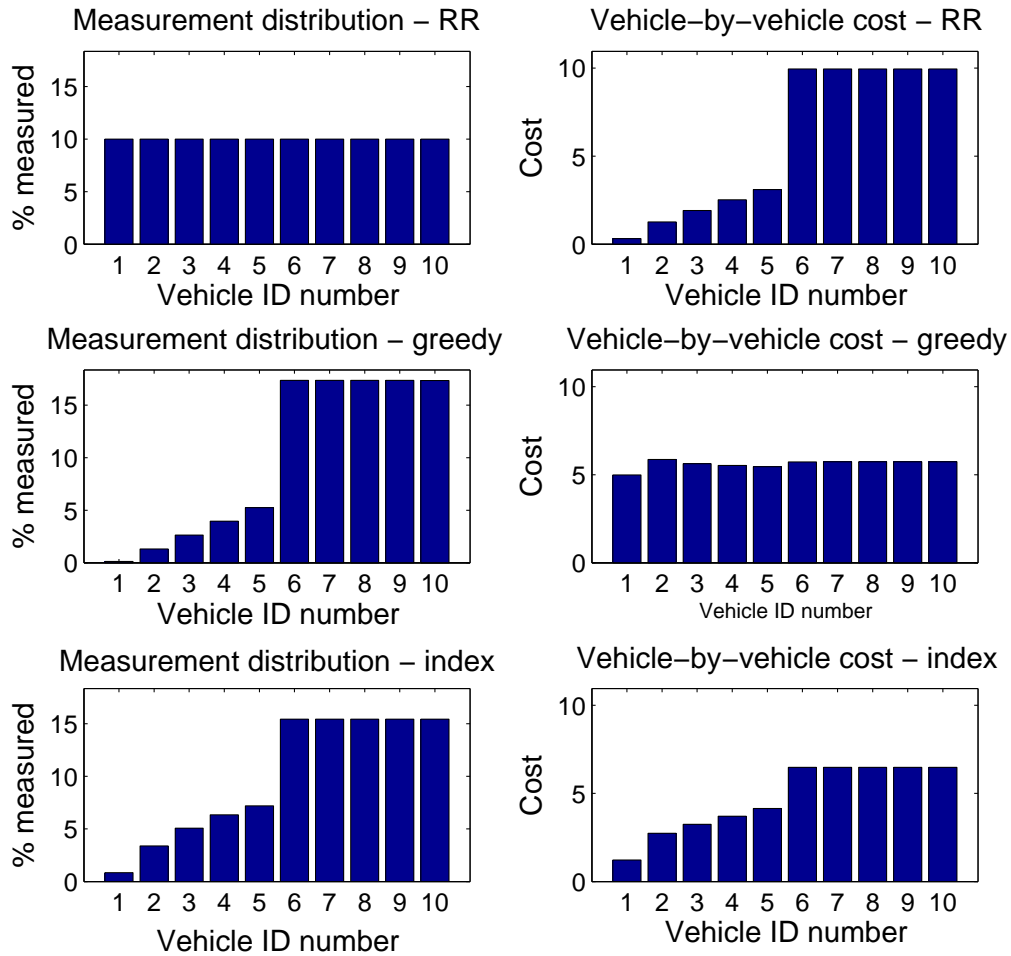 Measurement distribution − RR
% measured
15
10
5
0
1 2 3 4 5 6 7 8 9 10
Vehicle ID number
Vehicle−by−vehicle cost − RR
Cost
10
5
0
1 2 3 4 5 6 7 8 9 10
Vehicle ID number
Measurement distribution − greedy
% measured
15
10
5
0
1 2 3 4 5 6 7 8 9 10
Vehicle ID number
Vehicle−by−vehicle cost − greedy
Cost
10
5
0
1 2 3 4 5 6 7 8 9 10
Vehicle ID number
Measurement distribution − index
% measured
15
10
5
0
1 2 3 4 5 6 7 8 9 10
Vehicle ID number
Vehicle−by−vehicle cost − index
Cost
10
5
0
1 2 3 4 5 6 7 8 9 10
Vehicle ID number